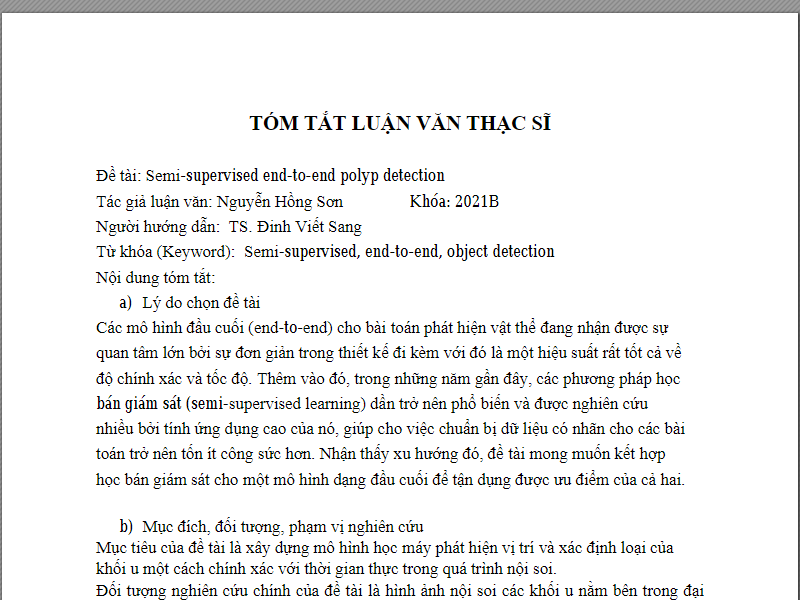 TÓM TẮT LUẬN VĂN THẠC SĨ
Đề tài: Semi-supervised end-to-end polyp detection
Tác giả luận văn: Nguyễn Hồng Sơn Khóa: 2021B
Người hướng dẫn: TS. Đinh Viết Sang
Từ khóa (Keyword): Semi-supervised, end-to-end, object detection
Nội dung tóm tắt:
a) Lý do chọn đề tài
Các mô hình đầu cuối (end-to-end) cho bài toán phát hiện vật thể đang nhận được sự
quan tâm lớn bởi sự đơn giản trong thiết kế đi kèm với đó là một hiệu suất rất tốt cả về
độ chính xác và tốc độ. Thêm vào đó, trong những năm gần đây, các phương pháp học
bán giám sát (semi-supervised learning) dần trở nên phổ biến và được nghiên cứu
nhiều bởi tính ứng dụng cao của nó, giúp cho việc chuẩn bị dữ liệu có nhãn cho các bài
toán trở nên tốn ít công sức hơn. Nhận thấy xu hướng đó, đề tài mong muốn kết hợp
học bán giám sát cho một mô hình dạng đầu cuối để tận dụng được ưu điểm của cả hai.
b) Mục đích, đối tượng, phạm vị nghiên cứu
Mục tiêu của đề tài là xây dựng mô hình học máy phát hiện vị trí và xác định loại của
khối u một cách chính xác với thời gian thực trong quá trình nội soi.
Đối tượng nghiên cứu chính của đề tài là hình ảnh nội soi các khối u nằm bên trong đại